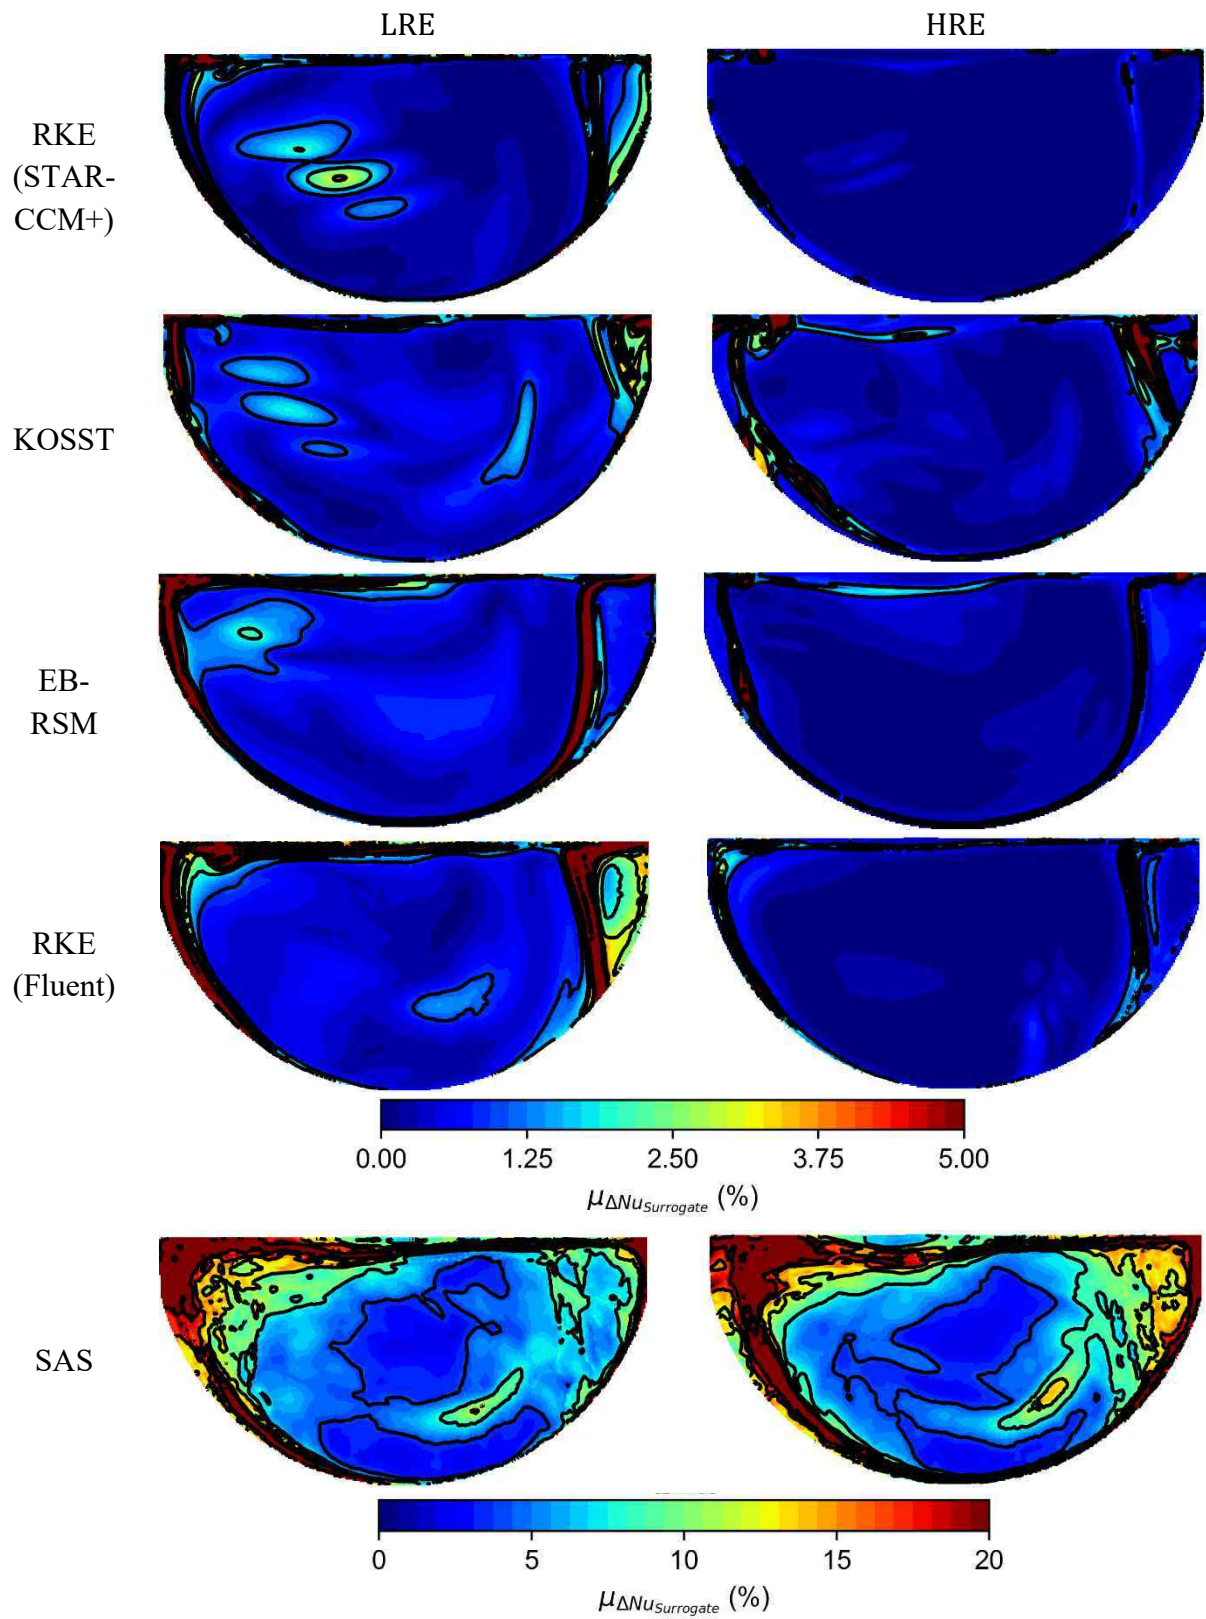 LRE HRE
RKE
(STAR-
CCM+)
KOSST
EB-
RSM
RKE
(Fluent)
0.00 1.25 2.50 3.75 5.00
μΔNuSurrogate (%)
SAS
0 5 10 15 20
μΔNuSurrogate (%)